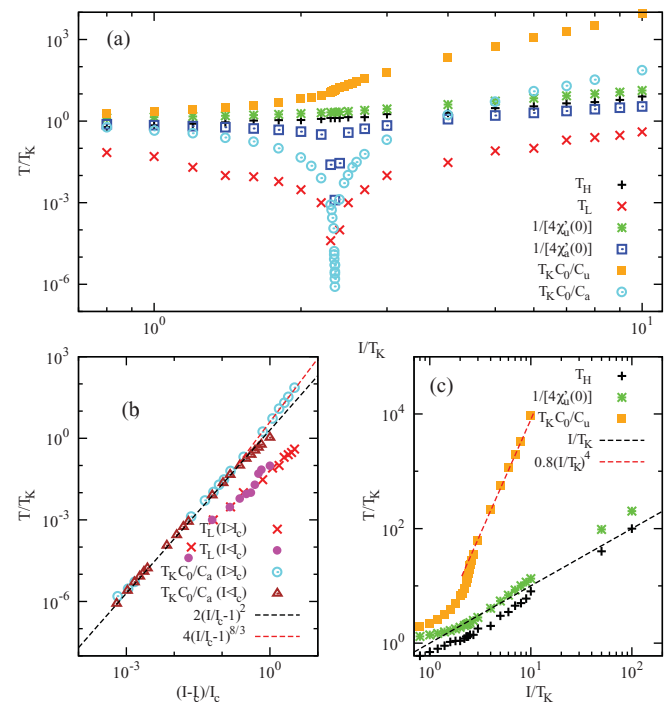 (a)
10^3
10^0
10^-3
10^-6
T/T_K
T_H
T_L
1/[4χ'_u(0)]
1/[4χ'_a(0)]
T_K C_0/C_u
T_K C_0/C_a
10^0
10^1
I/T_K
(b)
10^3
10^0
10^-3
10^-6
T/T_K
T_L (I>I_c)
T_L (I<I_c)
T_K C_0/C_a (I>I_c)
T_K C_0/C_a (I<I_c)
2(I/I_c-1)^2
4(I/I_c-1)^8/3
10^-3
10^0
(I-I_c)/I_c
(c)
T_H
1/[4χ'_u(0)]
T_K C_0/C_u
I/T_K
0.8(I/T_K)^4
10^4
10^2
10^0
T/T_K
10^0
10^1
10^2
I/T_K